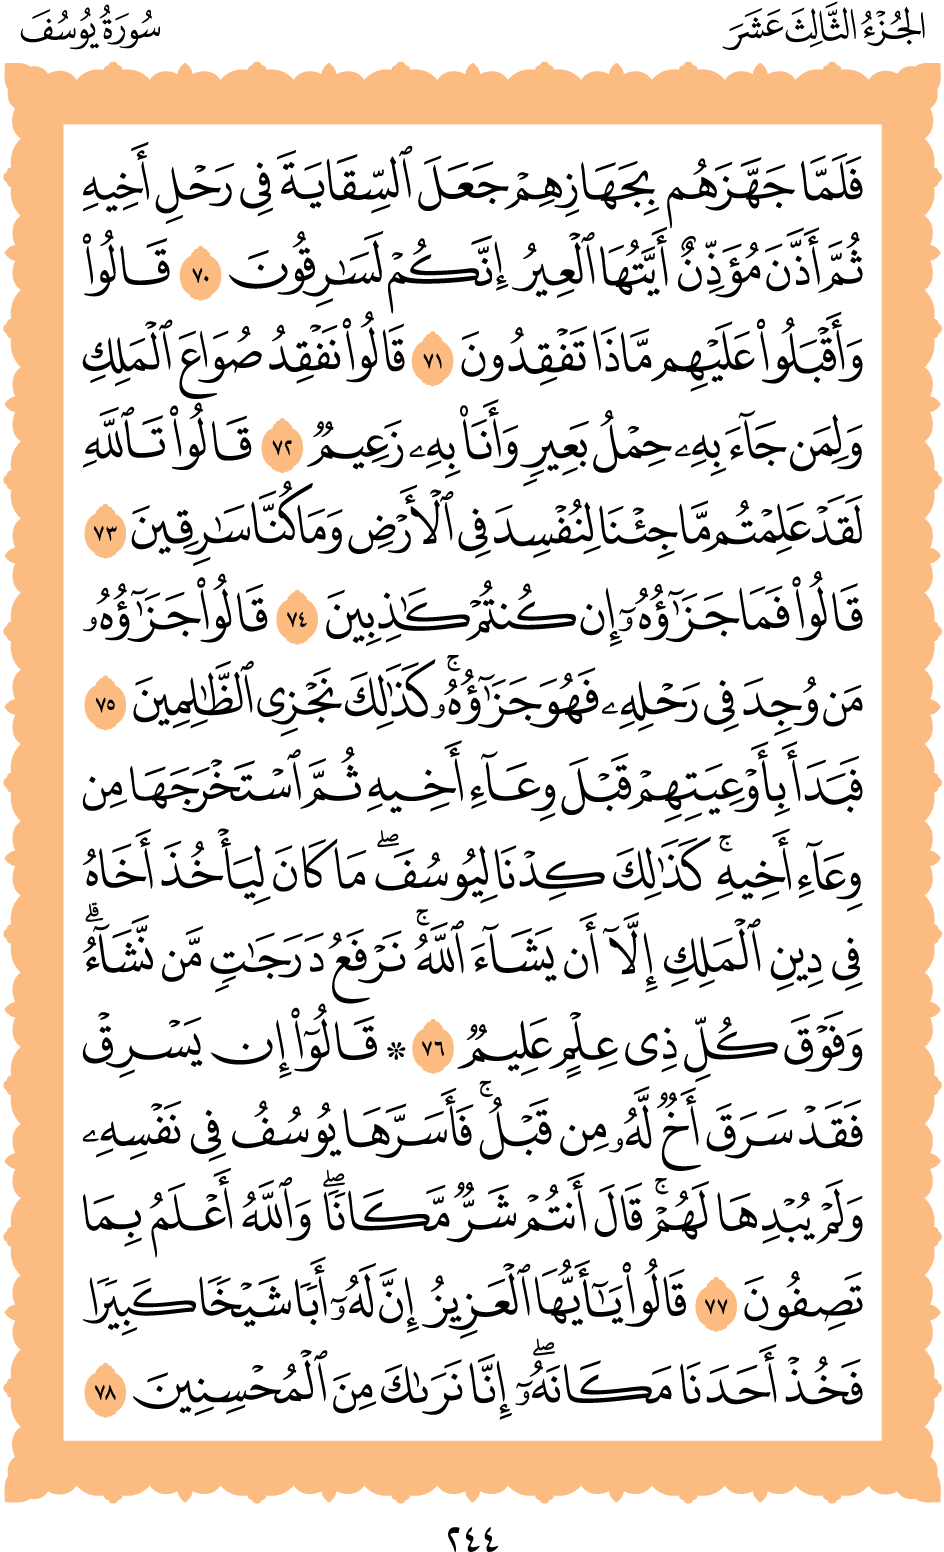 الجُزْءُ الثَّالِثَ عَشَرَ
سُورَةُ يُوسُفَ
فَلَمَّا جَهَّزَهُم بِجَهَازِهِمْ جَعَلَ ٱلسِّقَايَةَ فِى رَحْلِ أَخِيهِ
ثُمَّ أَذَّنَ مُؤَذِّنٌ أَيَّتُهَا ٱلْعِيرُ إِنَّكُمْ لَسَـٰرِقُونَ ٧٠ قَالُوا۟
وَأَقْبَلُوا۟ عَلَيْهِم مَّاذَا تَفْقِدُونَ ٧١ قَالُوا۟ نَفْقِدُ صُوَاعَ ٱلْمَلِكِ
وَلِمَن جَآءَ بِهِۦ حِمْلُ بَعِيرٍ وَأَنَا۠ بِهِۦ زَعِيمٌ ٧٢ قَالُوا۟ تَٱللَّهِ
لَقَدْ عَلِمْتُم مَّا جِئْنَا لِنُفْسِدَ فِى ٱلْأَرْضِ وَمَا كُنَّا سَـٰرِقِينَ ٧٣
قَالُوا۟ فَمَا جَزَـٰٓؤُهُۥٓ إِن كُنتُمْ كَـٰذِبِينَ ٧٤ قَالُوا۟ جَزَـٰٓؤُهُۥ
مَن وُجِدَ فِى رَحْلِهِۦ فَهُوَ جَزَـٰٓؤُهُۥ ۚ كَذَٰلِكَ نَجْزِى ٱلظَّـٰلِمِينَ ٧٥
فَبَدَأَ بِأَوْعِيَتِهِمْ قَبْلَ وِعَآءِ أَخِيهِ ثُمَّ ٱسْتَخْرَجَهَا مِن
وِعَآءِ أَخِيهِ ۚ كَذَٰلِكَ كِدْنَا لِيُوسُفَ ۖ مَا كَانَ لِيَأْخُذَ أَخَاهُ
فِى دِينِ ٱلْمَلِكِ إِلَّآ أَن يَشَآءَ ٱللَّهُ ۚ نَرْفَعُ دَرَجَـٰتٍ مَّن نَّشَآءُ ۗ
وَفَوْقَ كُلِّ ذِى عِلْمٍ عَلِيمٌ ٧٦ * قَالُوٓا۟ إِن يَسْرِقْ
فَقَدْ سَرَقَ أَخٌ لَّهُۥ مِن قَبْلُ ۚ فَأَسَرَّهَا يُوسُفُ فِى نَفْسِهِۦ
وَلَمْ يُبْدِهَا لَهُمْ ۚ قَالَ أَنتُمْ شَرٌّ مَّكَانًا ۖ وَٱللَّهُ أَعْلَمُ بِمَا
تَصِفُونَ ٧٧ قَالُوا۟ يَـٰٓأَيُّهَا ٱلْعَزِيزُ إِنَّ لَهُۥٓ أَبًا شَيْخًا كَبِيرًا
فَخُذْ أَحَدَنَا مَكَانَهُۥٓ ۖ إِنَّا نَرَىٰكَ مِنَ ٱلْمُحْسِنِينَ ٧٨
٢٤٤